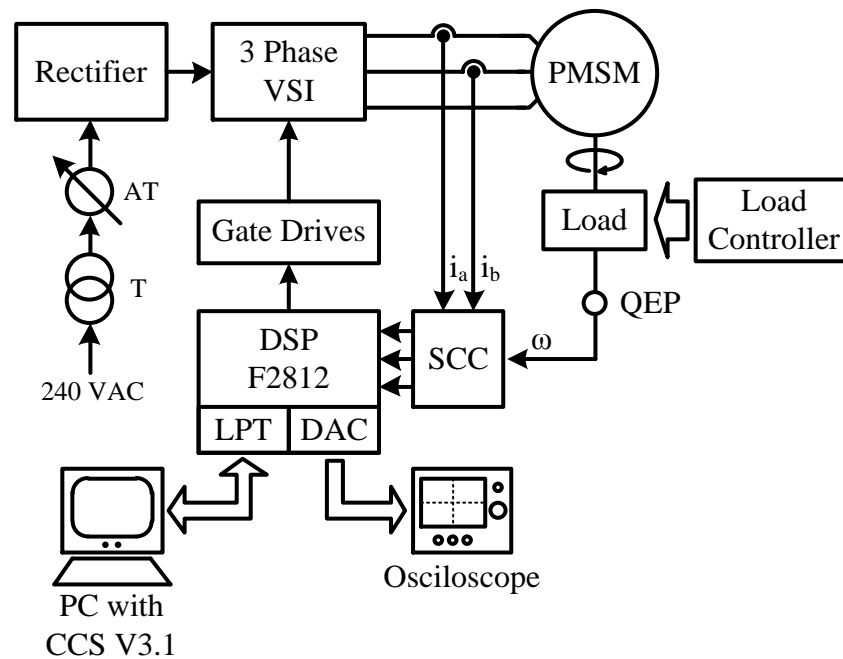 Rectifier
3 Phase
VSI
PMSM
AT
Gate Drives
Load
Load
Controller
T
i_a
i_b
QEP
DSP
F2812
SCC
ω
240 VAC
LPT
DAC
Osciloscope
PC with
CCS V3.1